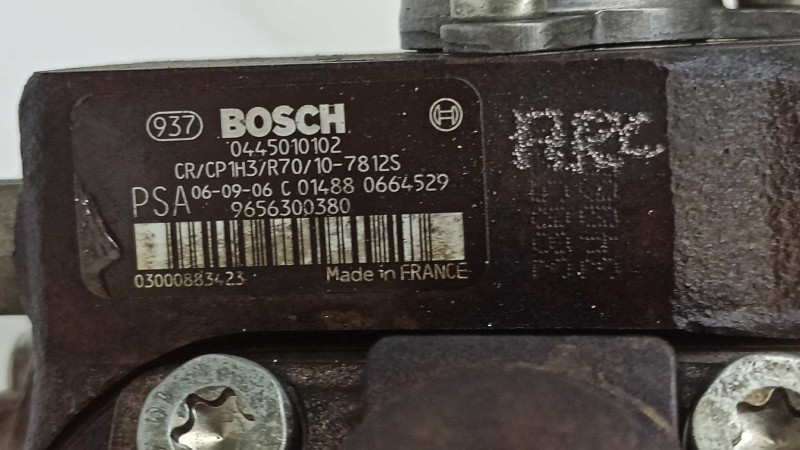 937 BOSCH
0445010102
CR/CP1H3/R70/10-7812S
PSA 06-09-06 C 01488 0664529
9656300380
03000883423 Made in FRANCE